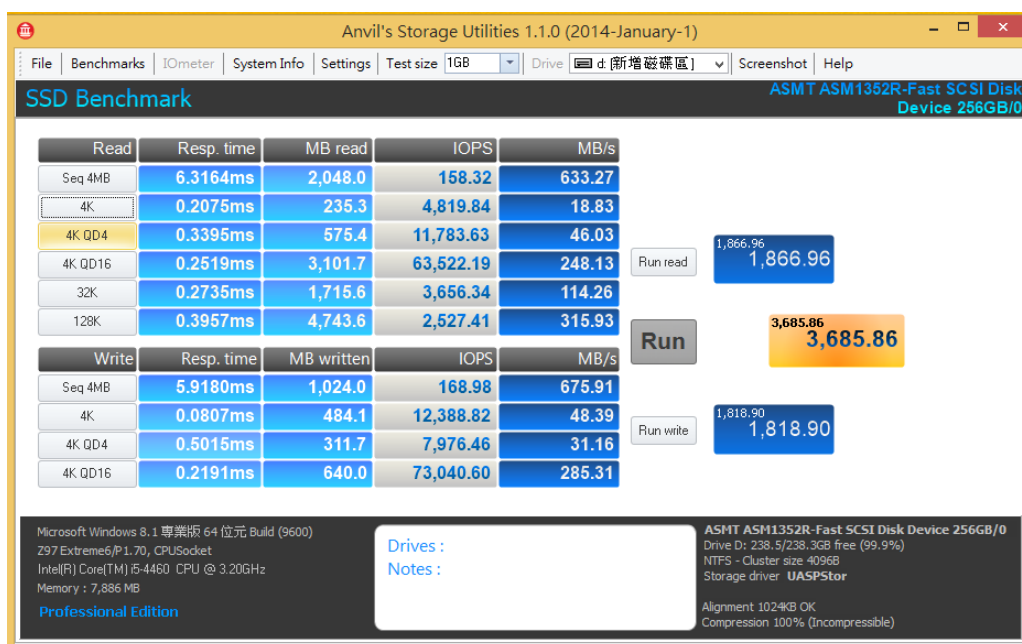 Anvil's Storage Utilities 1.1.0 (2014-January-1)
File Benchmarks IOmeter System Info Settings Test size 1GB Drive d: [新增磁碟區] Screenshot Help
SSD Benchmark
ASMT ASM1352R-Fast SCSI Disk
Device 256GB/0
Read Resp. time MB read IOPS MB/s
Seq 4MB 6.3164ms 2,048.0 158.32 633.27
4K 0.2075ms 235.3 4,819.84 18.83
4K QD4 0.3395ms 575.4 11,783.63 46.03
4K QD16 0.2519ms 3,101.7 63,522.19 248.13
32K 0.2735ms 1,715.6 3,656.34 114.26
128K 0.3957ms 4,743.6 2,527.41 315.93
Run read
1,866.96
1,866.96
Run
3,685.86
3,685.86
Write Resp. time MB written IOPS MB/s
Seq 4MB 5.9180ms 1,024.0 168.98 675.91
4K 0.0807ms 484.1 12,388.82 48.39
4K QD4 0.5015ms 311.7 7,976.46 31.16
4K QD16 0.2191ms 640.0 73,040.60 285.31
Run write
1,818.90
1,818.90
Microsoft Windows 8.1 專業版 64 位元 Build (9600)
Z97 Extreme6/P1.70, CPUSocket
Intel(R) Core(TM) i5-4460 CPU @ 3.20GHz
Memory : 7,886 MB
Professional Edition
Drives :
Notes :
ASMT ASM1352R-Fast SCSI Disk Device 256GB/0
Drive D: 238.5/238.3GB free (99.9%)
NTFS - Cluster size 4096B
Storage driver UASPStor
Alignment 1024KB OK
Compression 100% (Incompressible)